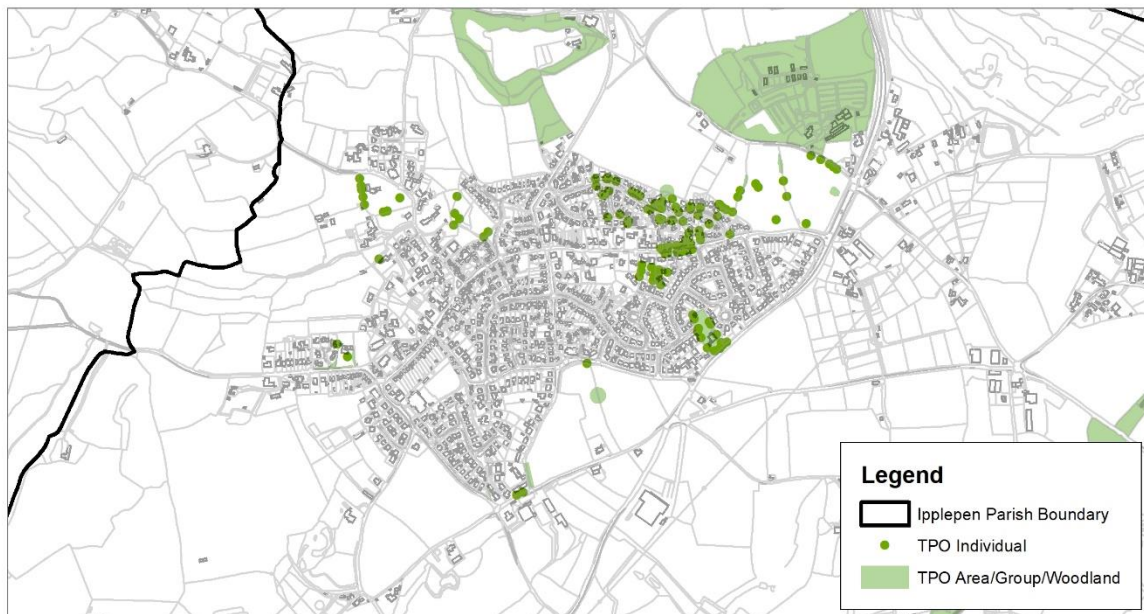 Legend
Ipplepen Parish Boundary
TPO Individual
TPO Area/Group/Woodland